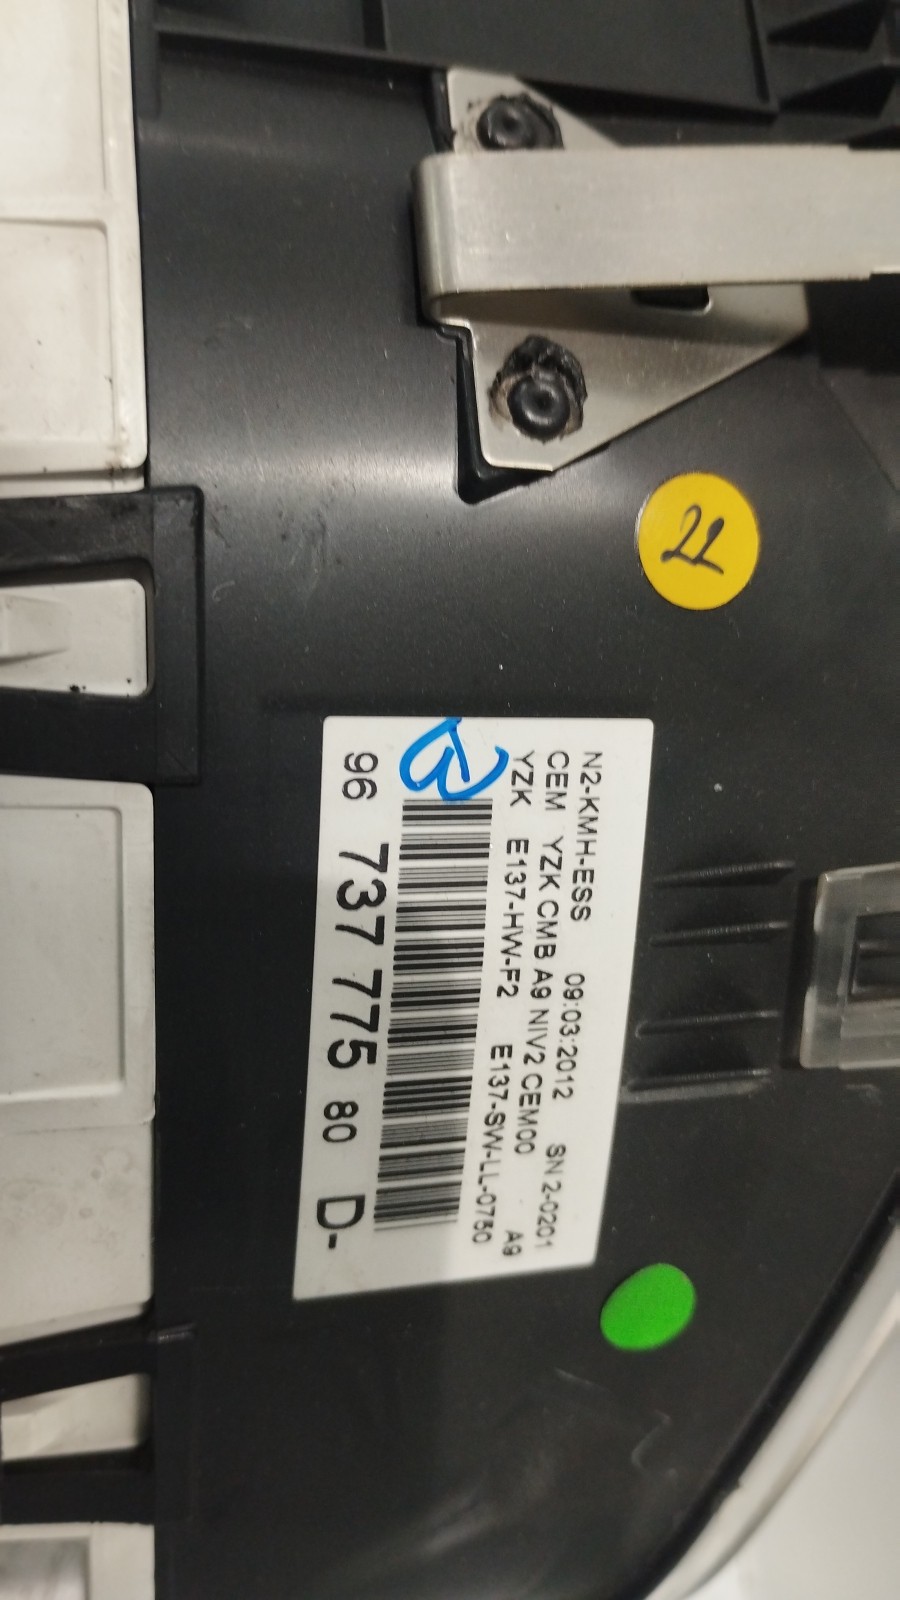 22
N2-KMH-ESS 09:03:2012 SN 2-0201
CEM YZK CMB A9 NIV2 CEM00 A9
YZK E137-HW-F2 E137-SW-LL-0750
96 737 775 80 D-